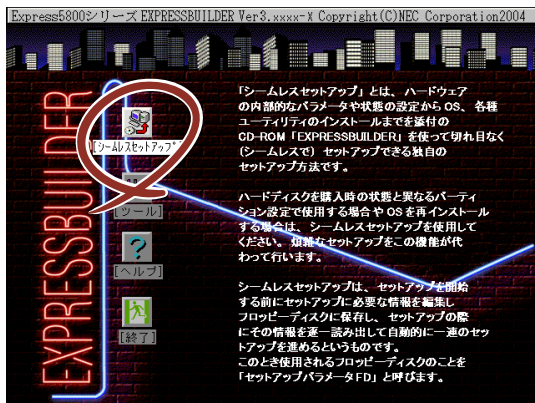 Express5800シリーズ EXPRESSBUILDER Ver3.xxxx-X Copyright(C)NEC Corporation2004
EXPRESSBUILDER
[シームレスセットアップ]
[ツール]
[ヘルプ]
[終了]
「シームレスセットアップ」とは、ハードウェア
の内部的なパラメータや状態の設定からOS、各種
ユーティリティのインストールまでを添付の
CD-ROM「EXPRESSBUILDER」を使って切れ目なく
(シームレスで)セットアップできる独自の
セットアップ方法です。
ハードディスクを購入時の状態と異なるパーティ
ション設定で使用する場合やOSを再インストール
する場合は、シームレスセットアップを使用して
ください。煩雑なセットアップをこの機能が代
わって行います。
シームレスセットアップは、セットアップを開始
する前にセットアップに必要な情報を編集し
フロッピーディスクに保存し、セットアップの際
にその情報を逐一読み出して自動的に一連のセッ
トアップを進めるというものです。
このとき使用されるフロッピーディスクのことを
「セットアップパラメータFD」と呼びます。